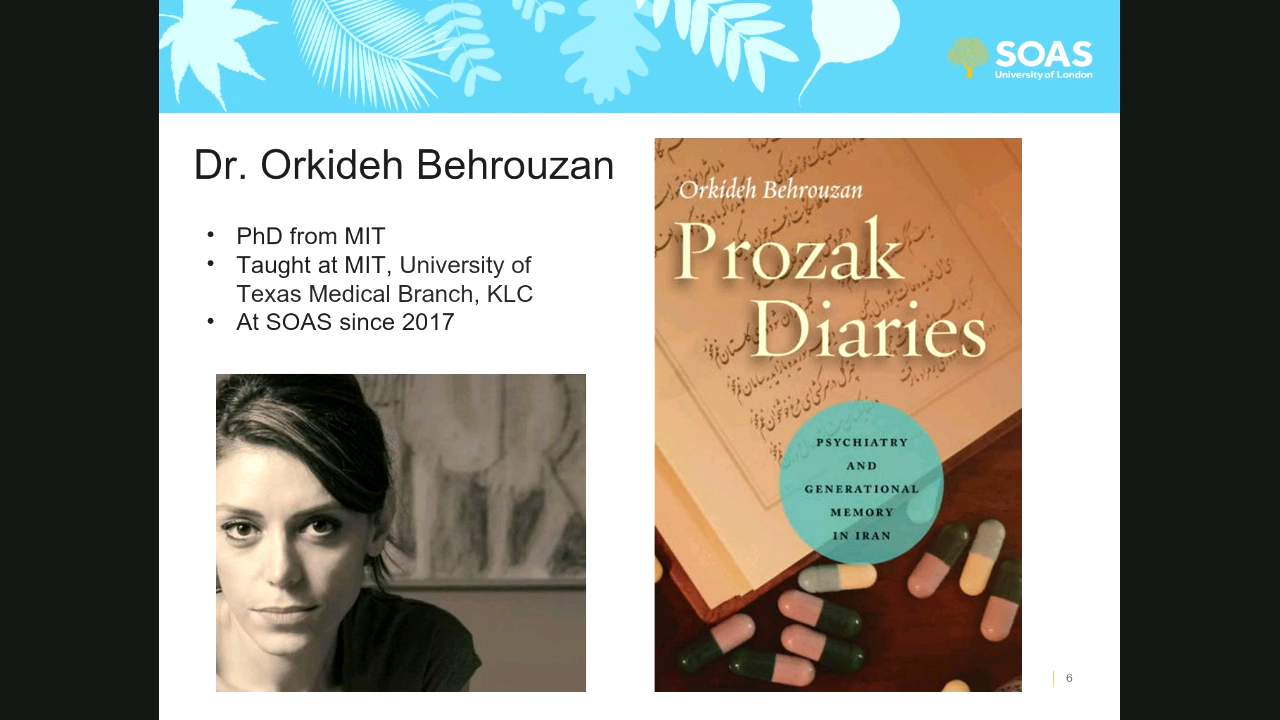 SOAS
University of London
Dr. Orkideh Behrouzan
• PhD from MIT
• Taught at MIT, University of
Texas Medical Branch, KLC
• At SOAS since 2017
Orkideh Behrouzan
Prozak
Diaries
PSYCHIATRY
AND
GENERATIONAL
MEMORY
IN IRAN
6